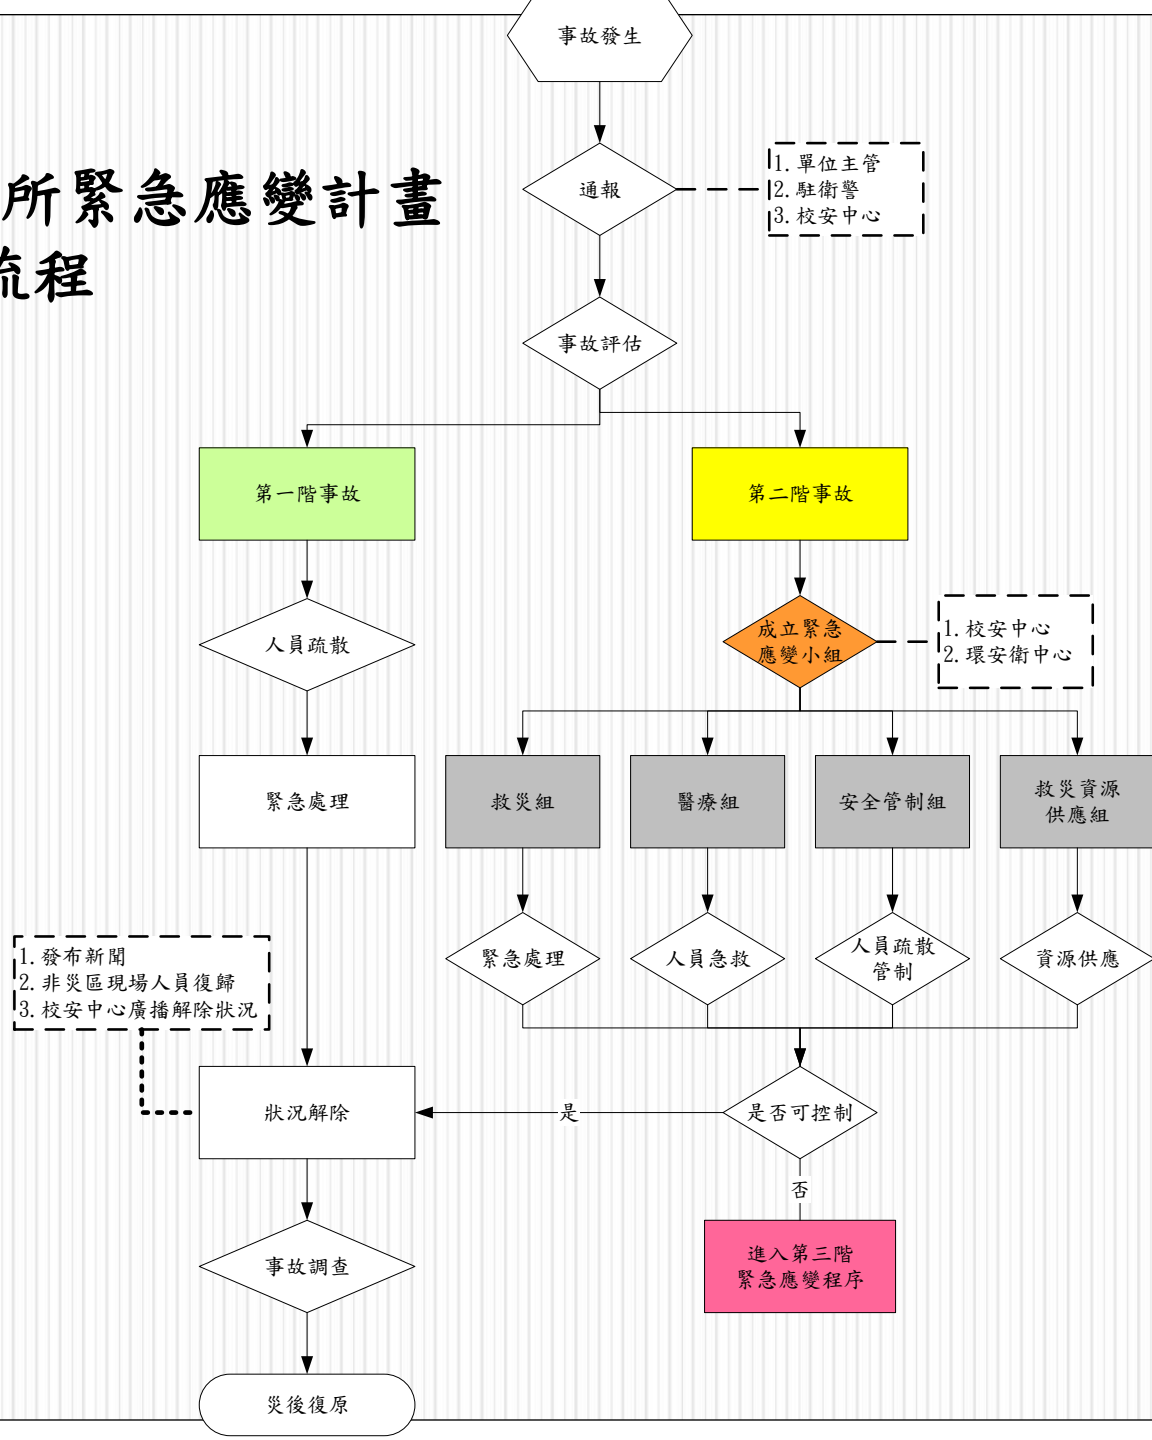 事故發生
通報
1.單位主管
2.駐衛警
3.校安中心
所緊急應變計畫
流程
事故評估
第一階事故
第二階事故
人員疏散
成立緊急
應變小組
1.校安中心
2.環安衛中心
緊急處理
救災組
醫療組
安全管制組
救災資源
供應組
緊急處理
人員急救
人員疏散
管制
資源供應
1.發布新聞
2.非災區現場人員復歸
3.校安中心廣播解除狀況
狀況解除
是
是否可控制
否
事故調查
進入第三階
緊急應變程序
災後復原